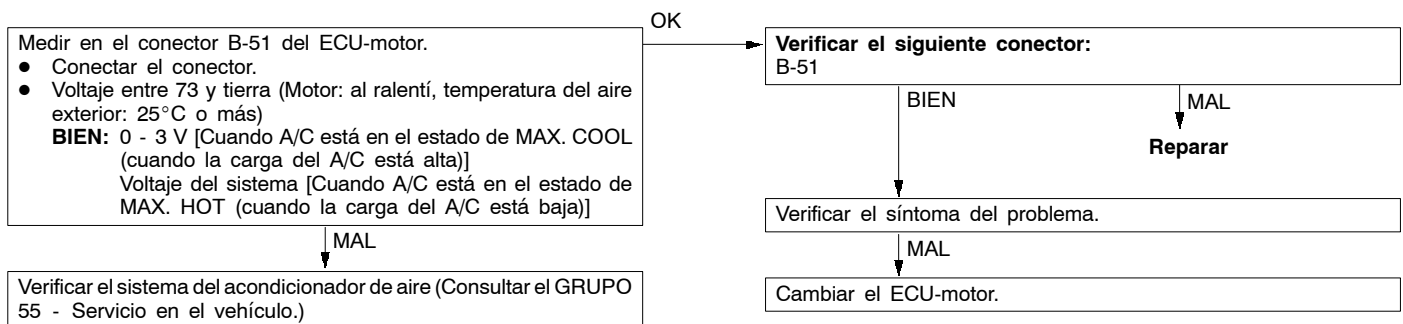 OK
Medir en el conector B-51 del ECU-motor.
● Conectar el conector.
● Voltaje entre 73 y tierra (Motor: al ralentí, temperatura del aire
exterior: 25°C o más)
BIEN: 0 - 3 V [Cuando A/C está en el estado de MAX. COOL
(cuando la carga del A/C está alta)]
Voltaje del sistema [Cuando A/C está en el estado de
MAX. HOT (cuando la carga del A/C está baja)]
MAL
Verificar el sistema del acondicionador de aire (Consultar el GRUPO
55 - Servicio en el vehículo.)
Verificar el siguiente conector:
B-51
BIEN
MAL
Reparar
Verificar el síntoma del problema.
MAL
Cambiar el ECU-motor.